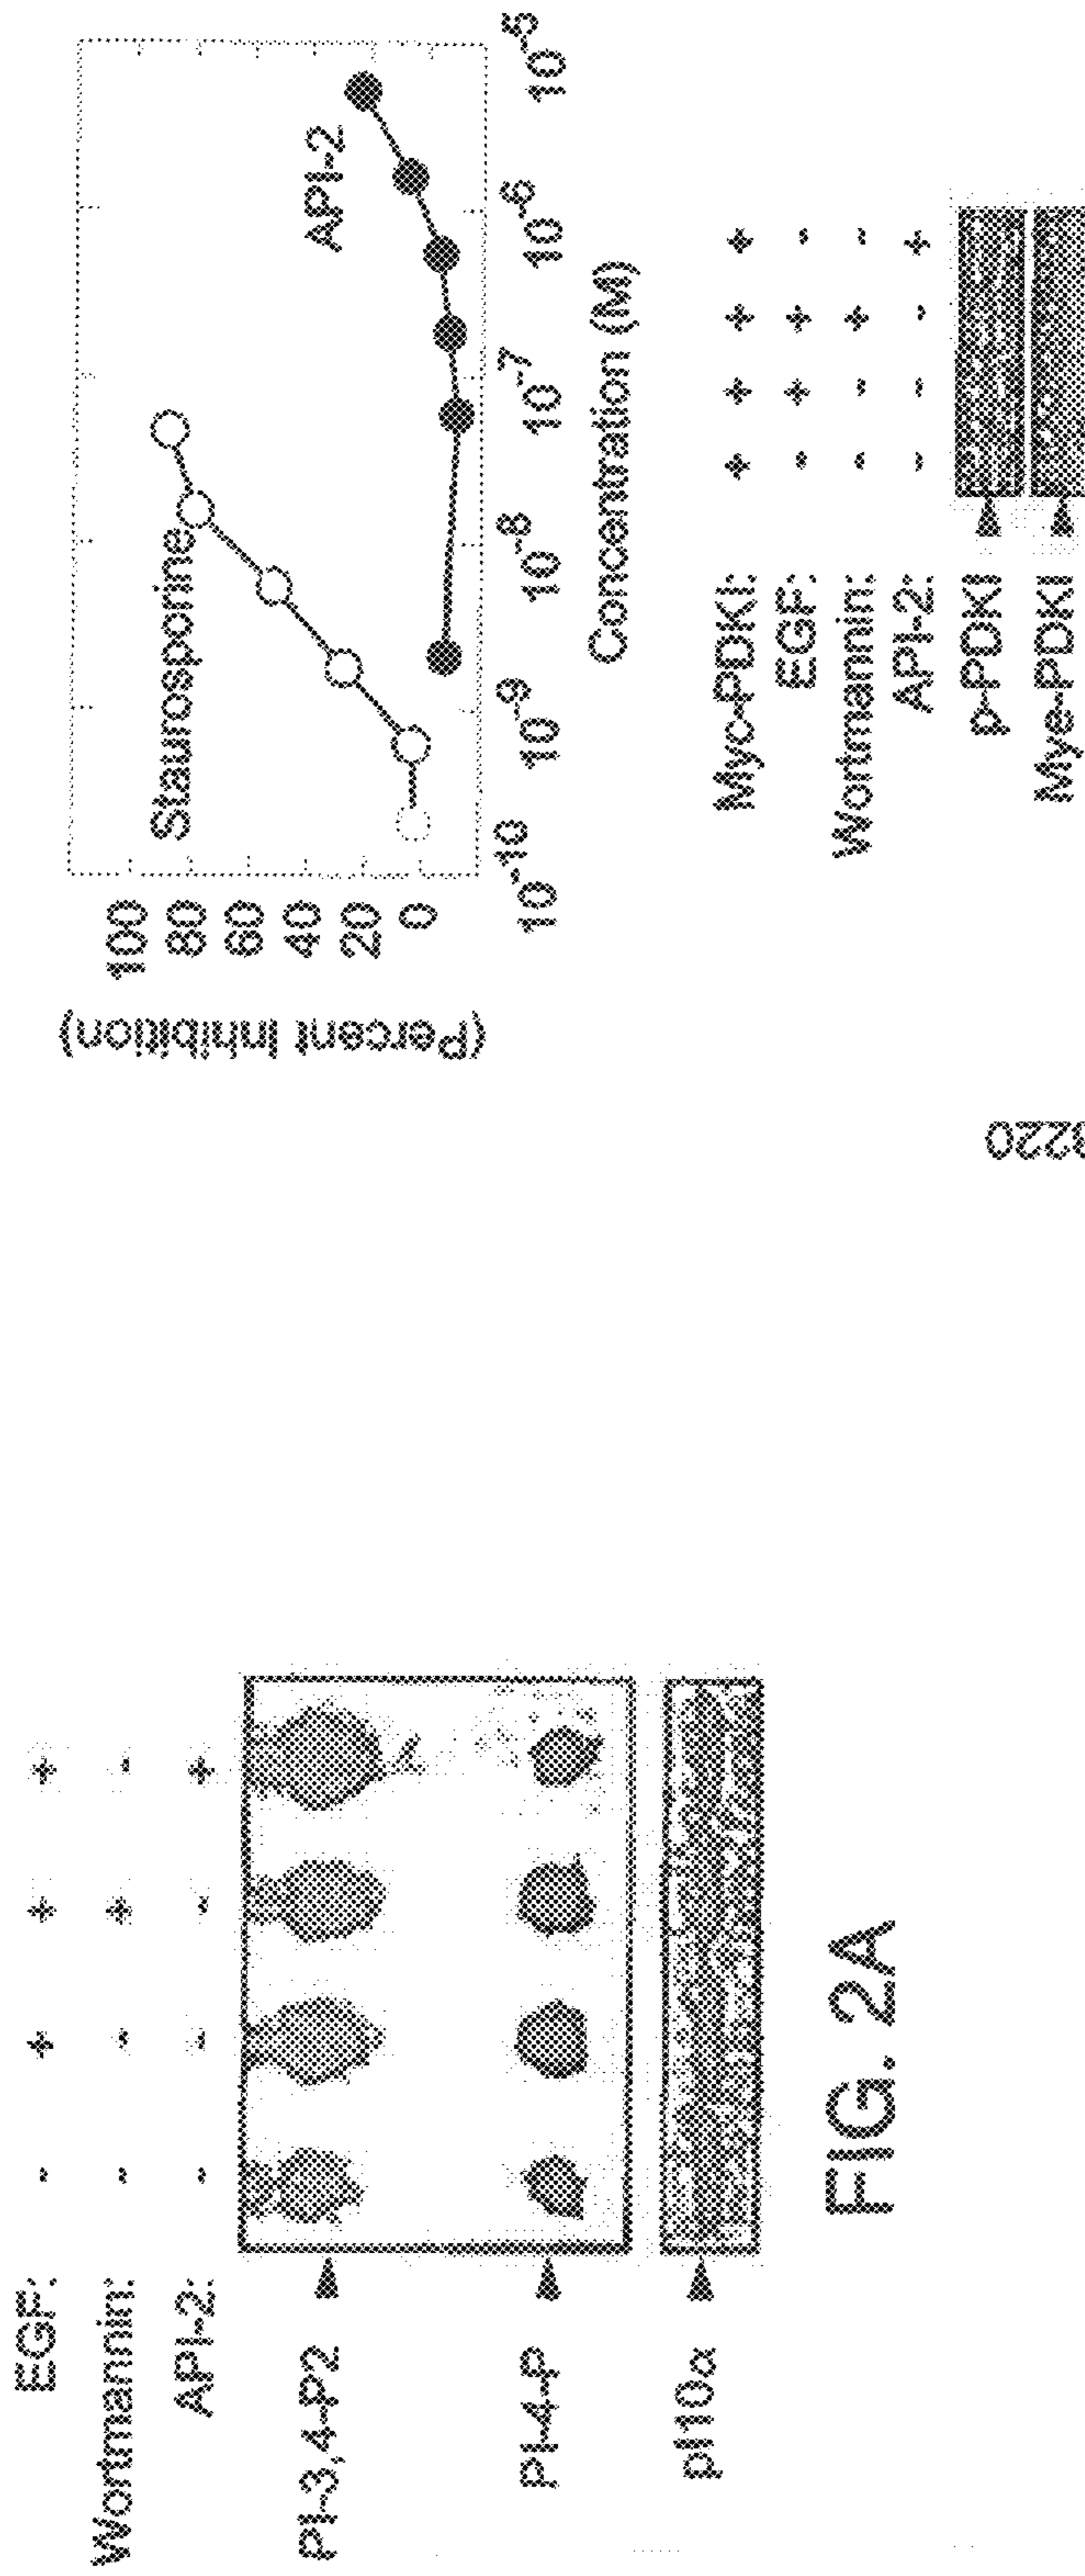 EGF: - + + +
Wortmannin: - - + -
API-2: - - - +
PI-3,4-P2
PI-4-P
pI10α
FIG. 2A
(Percent Inhibition)
100
80
60
40
20
0
Staurosporine
API-2
10-10 10-9 10-8 10-7 10-6 10-5
Concentration (M)
Myc-PDKI: + + + +
EGF: - + + -
Wortmannin: - - + -
API-2: - - - +
p-PDKI
Mye-PDKI